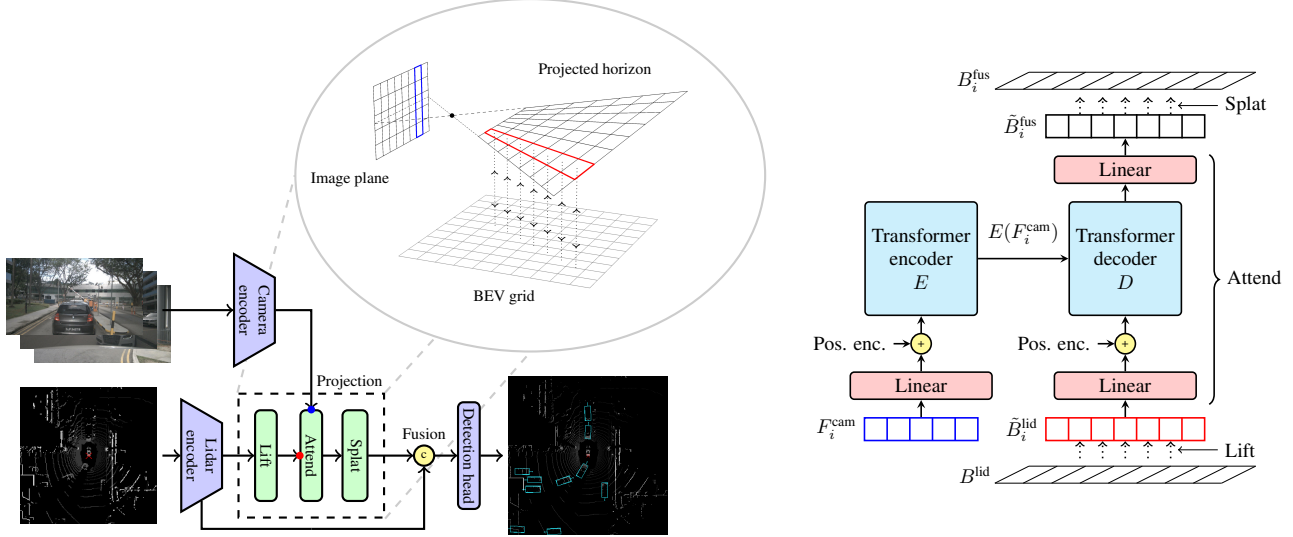 Projected horizon
Image plane
BEV grid
Camera
encoder
Projection
Lidar
encoder
Lift
Attend
Splat
Fusion
c
Detection head
B_i^fus
Splat
B̃_i^fus
Linear
Transformer
encoder
E
E(F_i^cam)
Transformer
decoder
D
Attend
Pos. enc.
+
Pos. enc.
+
Linear
Linear
F_i^cam
B̃_i^lid
Lift
B^lid